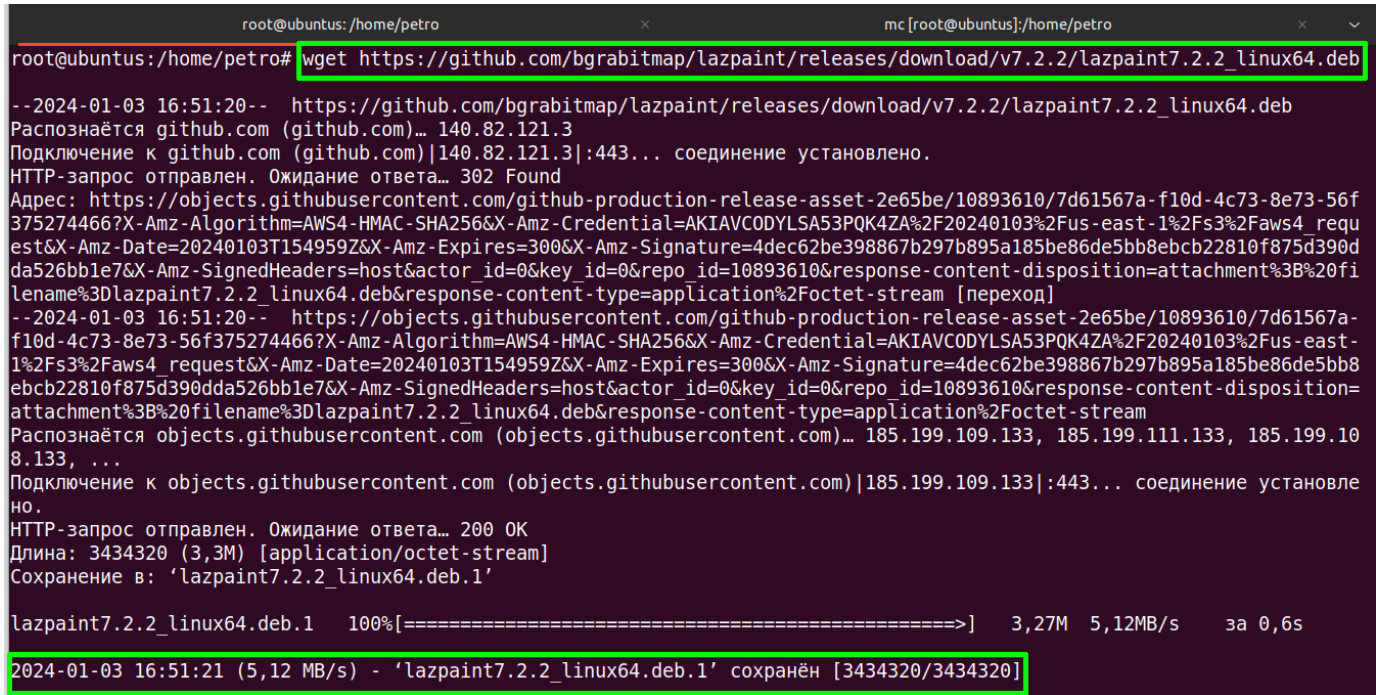 root@ubuntus: /home/petro × mc [root@ubuntus]:/home/petro ×
root@ubuntus:/home/petro# wget https://github.com/bgrabitmap/lazpaint/releases/download/v7.2.2/lazpaint7.2.2_linux64.deb
--2024-01-03 16:51:20-- https://github.com/bgrabitmap/lazpaint/releases/download/v7.2.2/lazpaint7.2.2_linux64.deb
Распознаётся github.com (github.com)… 140.82.121.3
Подключение к github.com (github.com)|140.82.121.3|:443... соединение установлено.
HTTP-запрос отправлен. Ожидание ответа… 302 Found
Адрес: https://objects.githubusercontent.com/github-production-release-asset-2e65be/10893610/7d61567a-f10d-4c73-8e73-56f
375274466?X-Amz-Algorithm=AWS4-HMAC-SHA256&X-Amz-Credential=AKIAVCODYLSA53PQK4ZA%2F20240103%2Fus-east-1%2Fs3%2Faws4_requ
est&X-Amz-Date=20240103T154959Z&X-Amz-Expires=300&X-Amz-Signature=4dec62be398867b297b895a185be86de5bb8ebcb22810f875d390d
da526bb1e7&X-Amz-SignedHeaders=host&actor_id=0&key_id=0&repo_id=10893610&response-content-disposition=attachment%3B%20fi
lename%3Dlazpaint7.2.2_linux64.deb&response-content-type=application%2Foctet-stream [переход]
--2024-01-03 16:51:20-- https://objects.githubusercontent.com/github-production-release-asset-2e65be/10893610/7d61567a-
f10d-4c73-8e73-56f375274466?X-Amz-Algorithm=AWS4-HMAC-SHA256&X-Amz-Credential=AKIAVCODYLSA53PQK4ZA%2F20240103%2Fus-east-
1%2Fs3%2Faws4_request&X-Amz-Date=20240103T154959Z&X-Amz-Expires=300&X-Amz-Signature=4dec62be398867b297b895a185be86de5bb8
ebcb22810f875d390dda526bb1e7&X-Amz-SignedHeaders=host&actor_id=0&key_id=0&repo_id=10893610&response-content-disposition=
attachment%3B%20filename%3Dlazpaint7.2.2_linux64.deb&response-content-type=application%2Foctet-stream
Распознаётся objects.githubusercontent.com (objects.githubusercontent.com)… 185.199.109.133, 185.199.111.133, 185.199.10
8.133, ...
Подключение к objects.githubusercontent.com (objects.githubusercontent.com)|185.199.109.133|:443... соединение установле
но.
HTTP-запрос отправлен. Ожидание ответа… 200 OK
Длина: 3434320 (3,3M) [application/octet-stream]
Сохранение в: ‘lazpaint7.2.2_linux64.deb.1’
lazpaint7.2.2_linux64.deb.1 100%[=================================================>] 3,27M 5,12MB/s за 0,6s
2024-01-03 16:51:21 (5,12 MB/s) - ‘lazpaint7.2.2_linux64.deb.1’ сохранён [3434320/3434320]